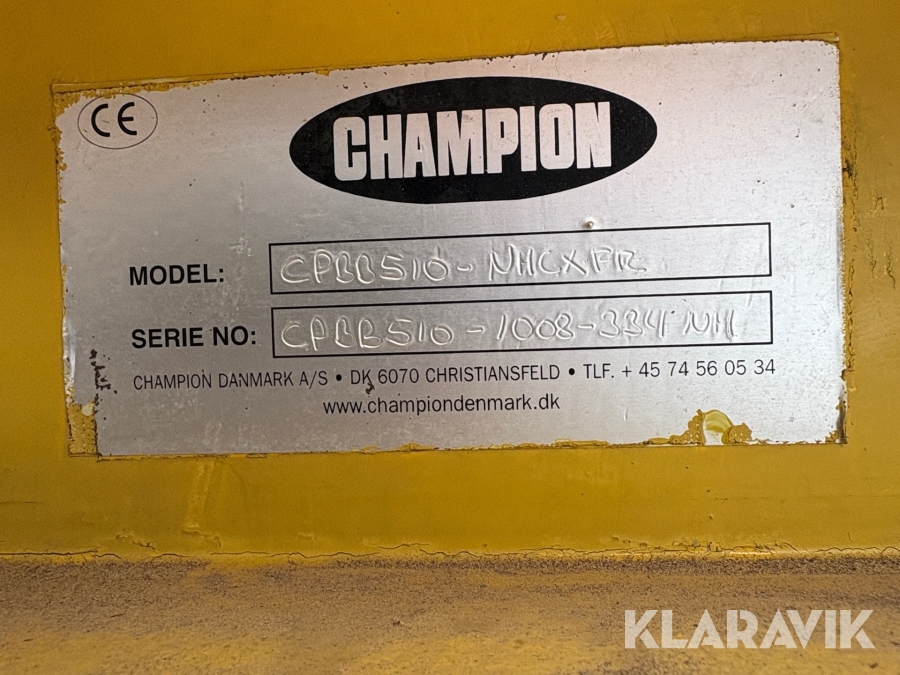 CE
CHAMPION
MODEL: CPBB510-NHCXFR
SERIE NO: CPBB510-1008-334 NH
CHAMPION DANMARK A/S • DK 6070 CHRISTIANSFELD • TLF. + 45 74 56 05 34
www.championdenmark.dk
KLARAVIK